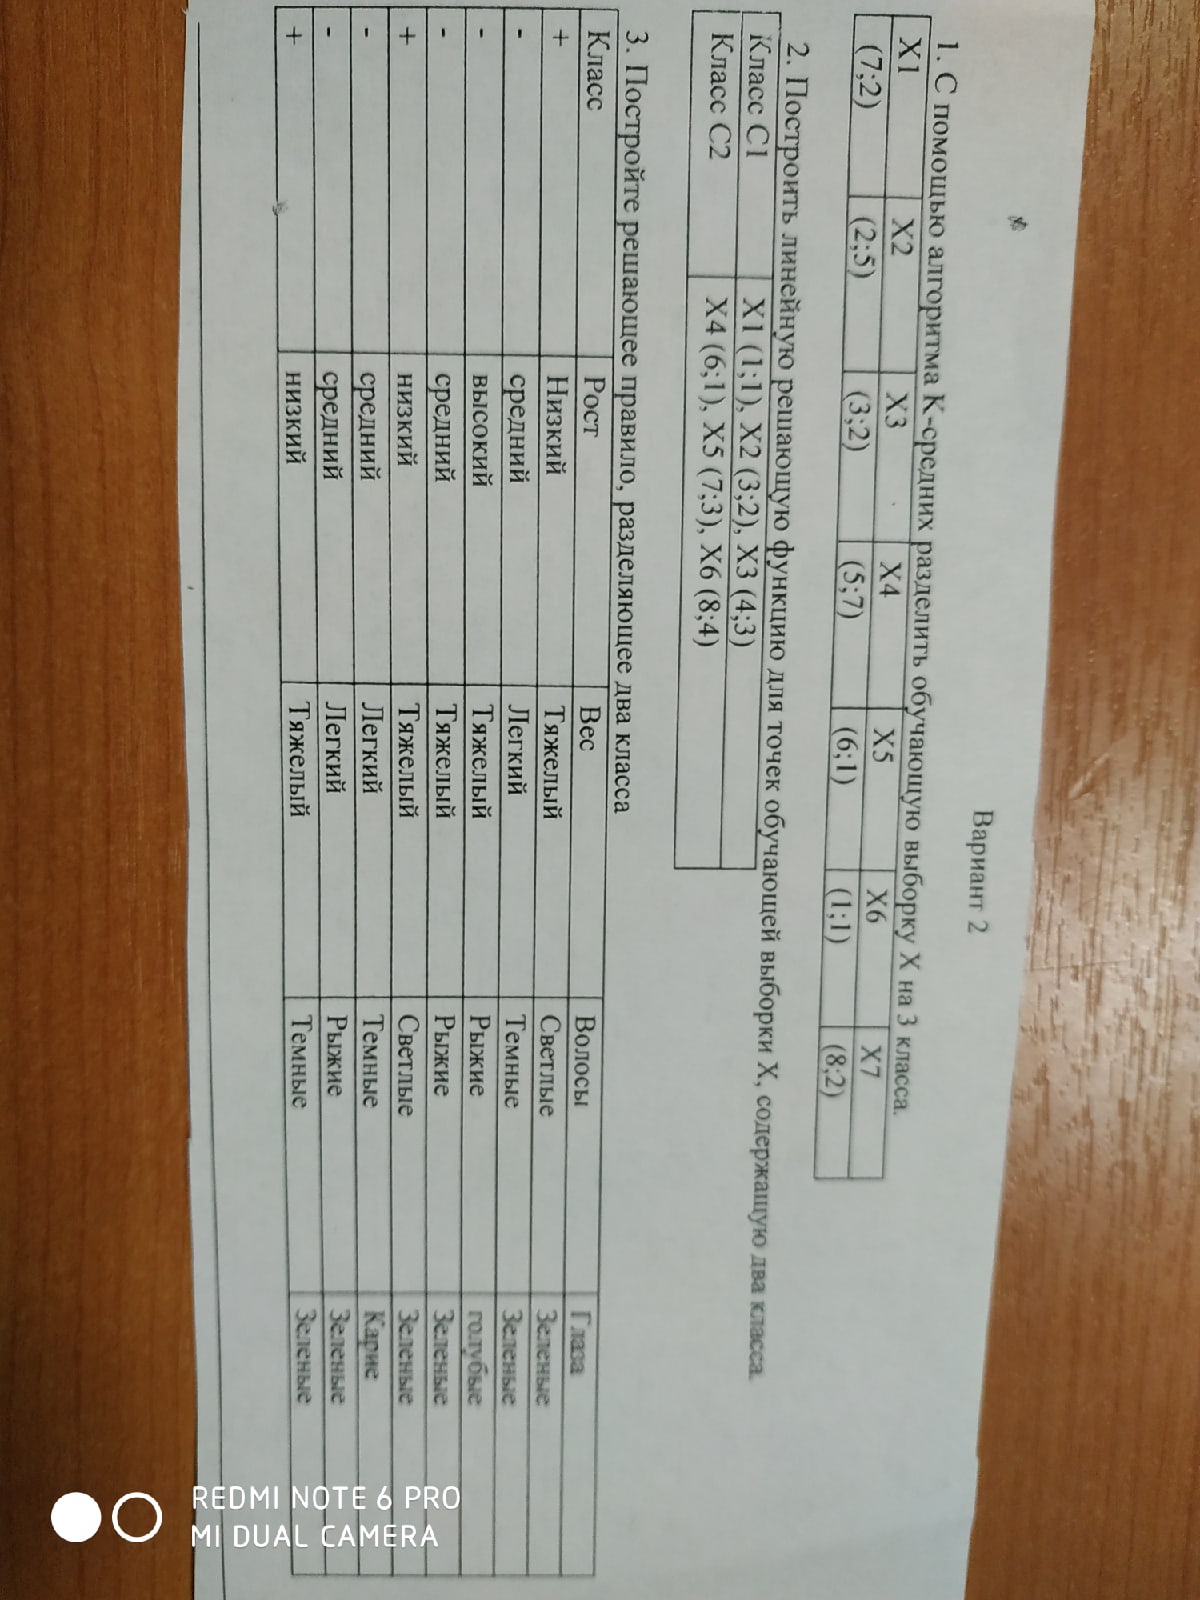 Вариант 2
1. С помощью алгоритма К-средних разделить обучающую выборку X на 3 класса.
X1 X2 X3 X4 X5 X6 X7
(7;2) (2;5) (3;2) (5;7) (6;1) (1;1) (8;2)
2. Построить линейную решающую функцию для точек обучающей выборки X, содержащую два класса.
Класс C1 X1 (1;1), X2 (3;2), X3 (4;3)
Класс C2 X4 (6;1), X5 (7;3), X6 (8;4)
3. Постройте решающее правило, разделяющее два класса
Класс Рост Вес Волосы Глаза
+ Низкий Тяжелый Светлые Зеленые
- средний Легкий Темные Зеленые
- высокий Тяжелый Рыжие голубые
- средний Тяжелый Рыжие Зеленые
+ низкий Тяжелый Светлые Зеленые
- средний Легкий Темные Карие
- средний Легкий Рыжие Зеленые
+ низкий Тяжелый Темные Зеленые
REDMI NOTE 6 PRO
MI DUAL CAMERA